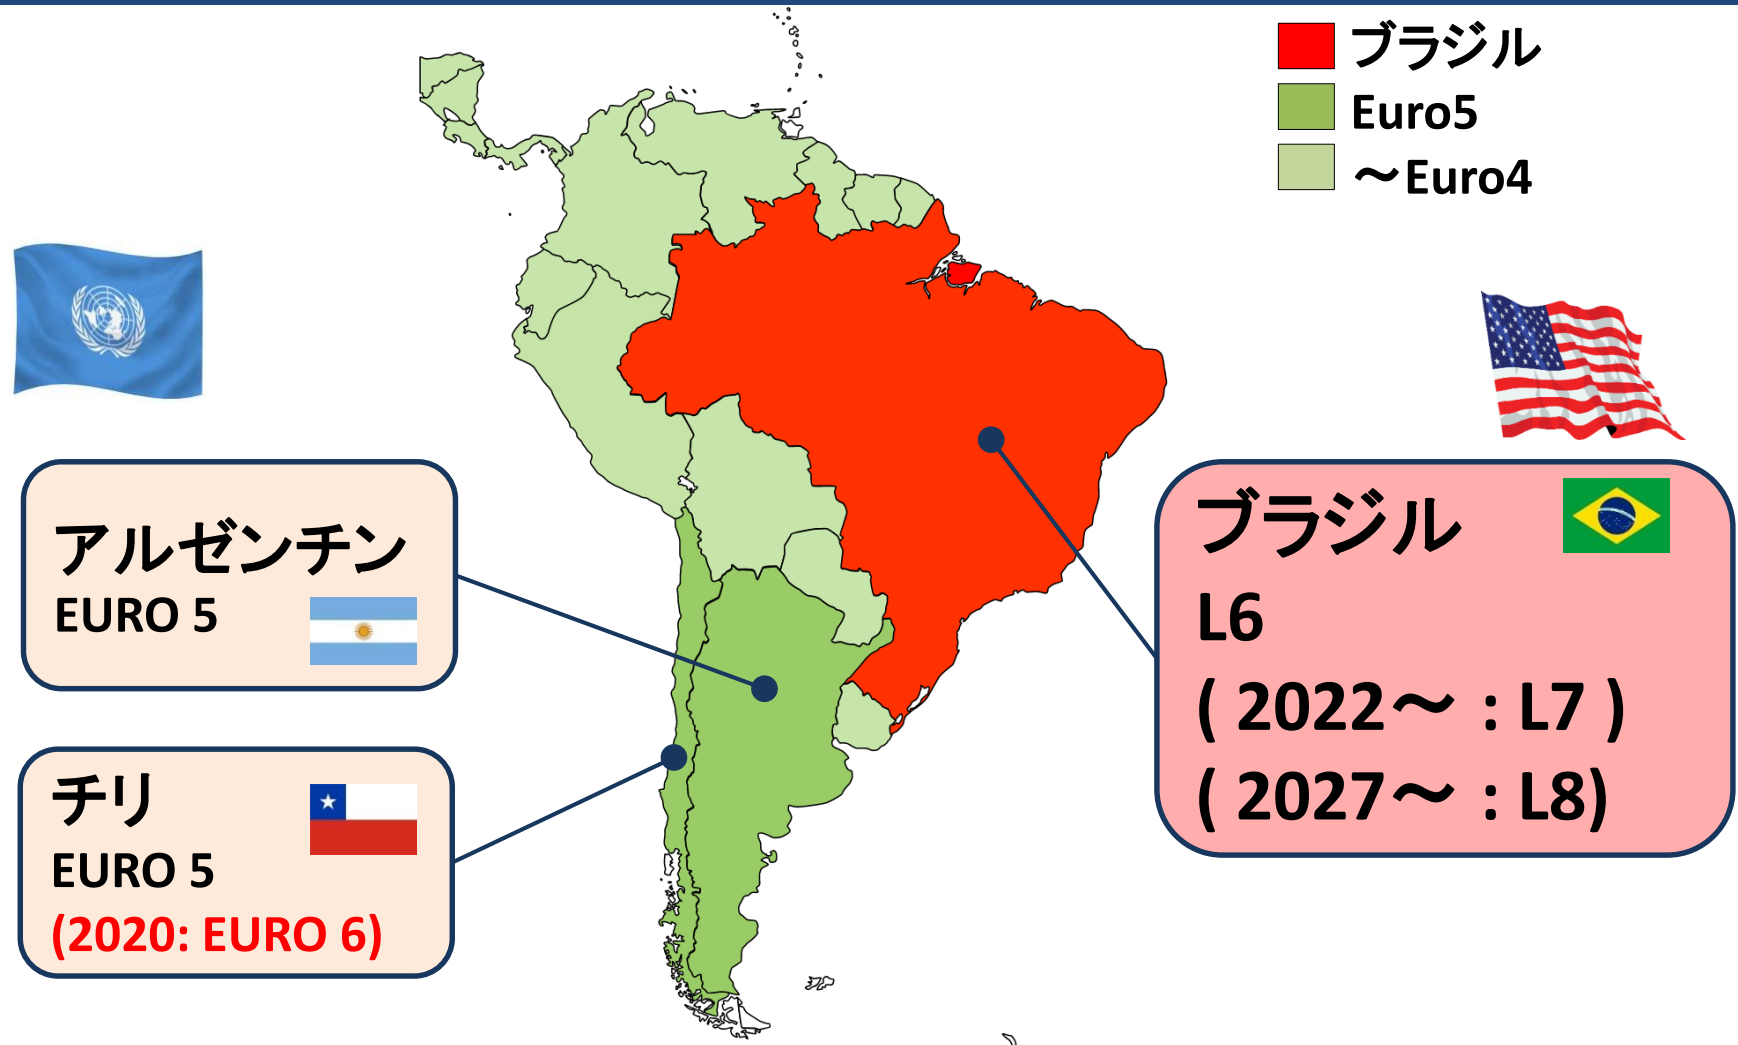 ブラジル
Euro5
～Euro4
アルゼンチン
EURO 5
チリ
EURO 5
(2020: EURO 6)
ブラジル
L6
( 2022～ : L7 )
( 2027～ : L8)